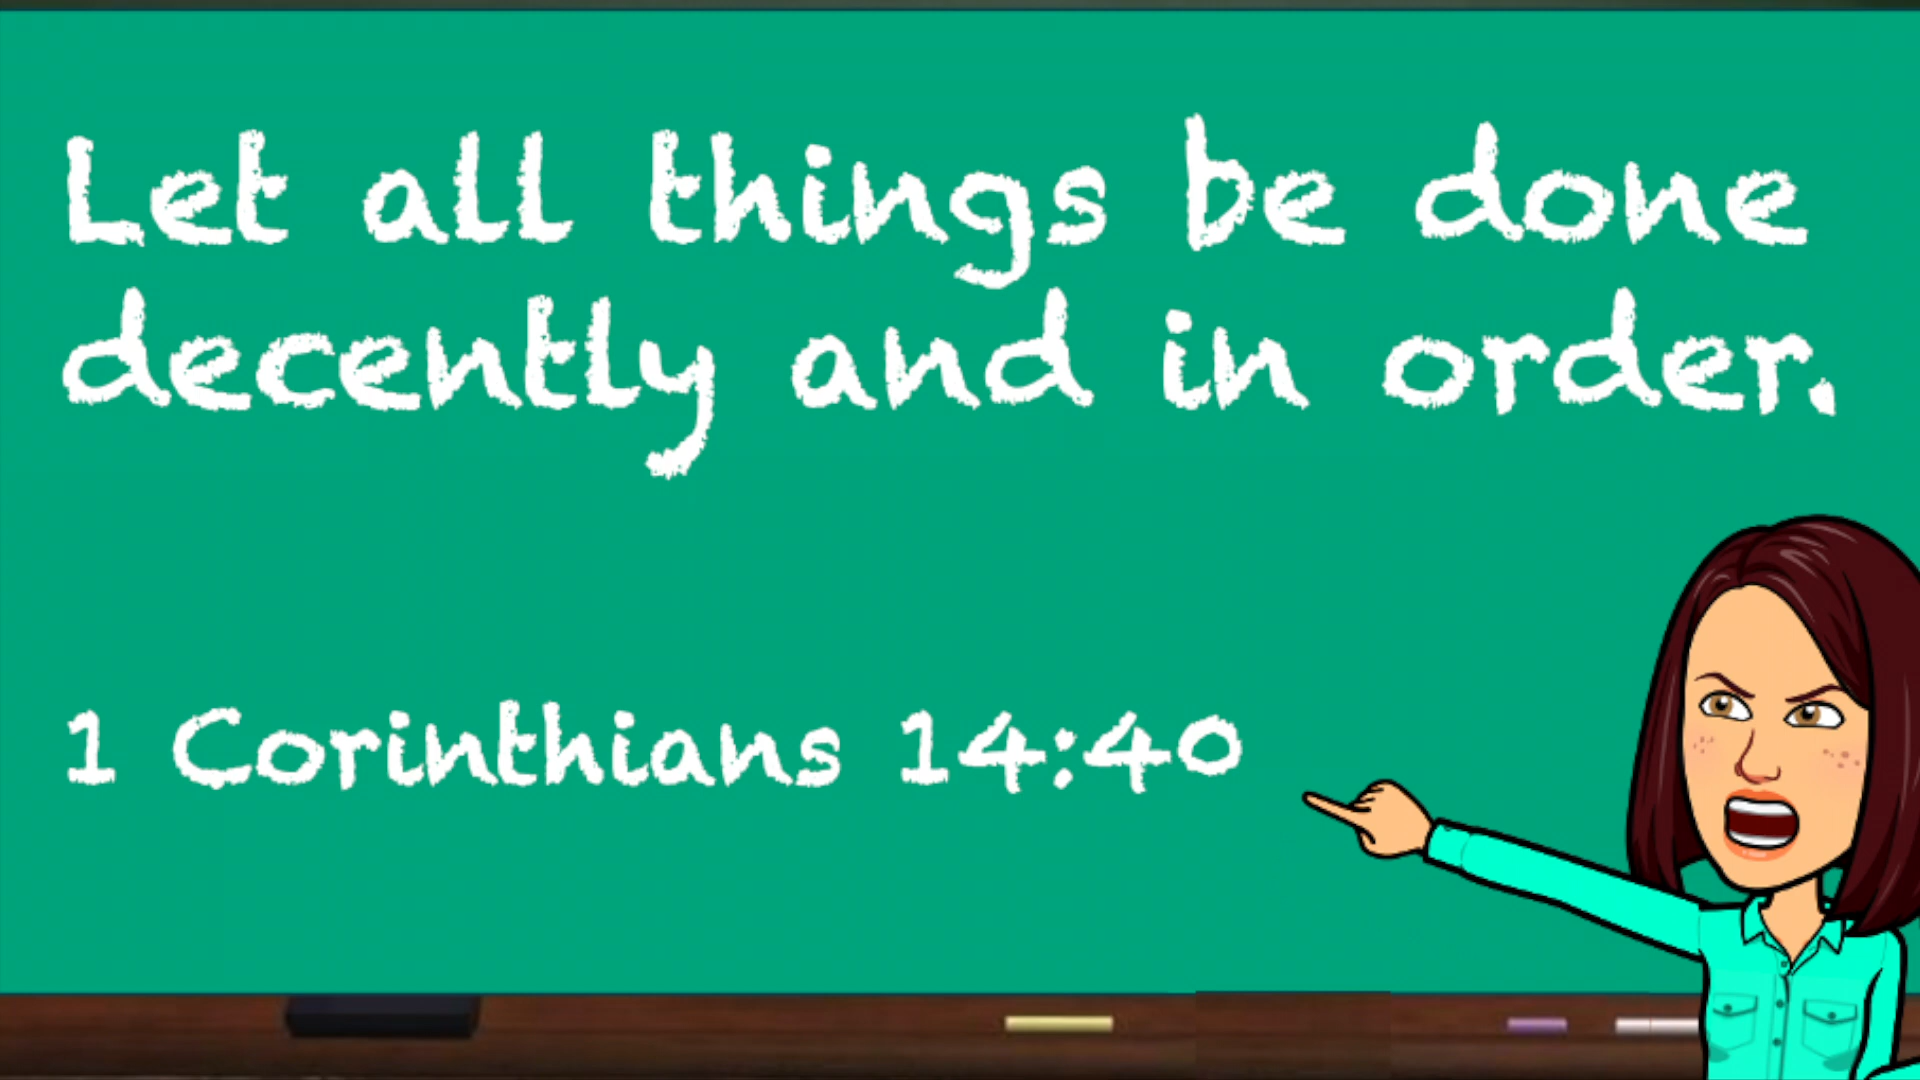 Let all things be done
decently and in order.
1 Corinthians 14:40